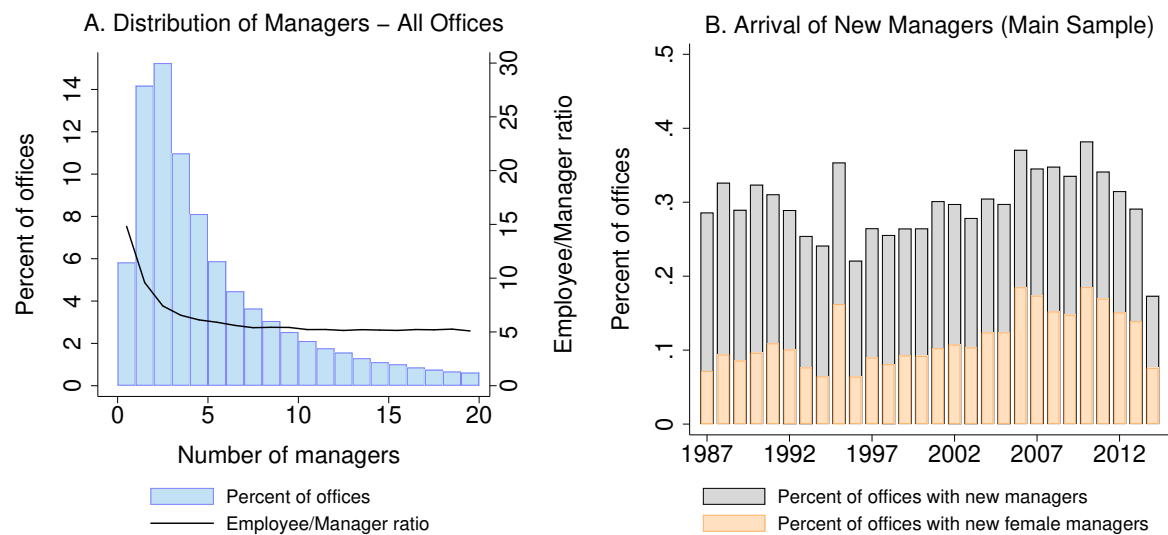 A. Distribution of Managers − All Offices
Percent of offices
0 2 4 6 8 10 12 14
0 5 10 15 20 25 30
Employee/Manager ratio
0 5 10 15 20
Number of managers
Percent of offices
Employee/Manager ratio
B. Arrival of New Managers (Main Sample)
Percent of offices
0 .1 .2 .3 .4 .5
1987 1992 1997 2002 2007 2012
Percent of offices with new managers
Percent of offices with new female managers